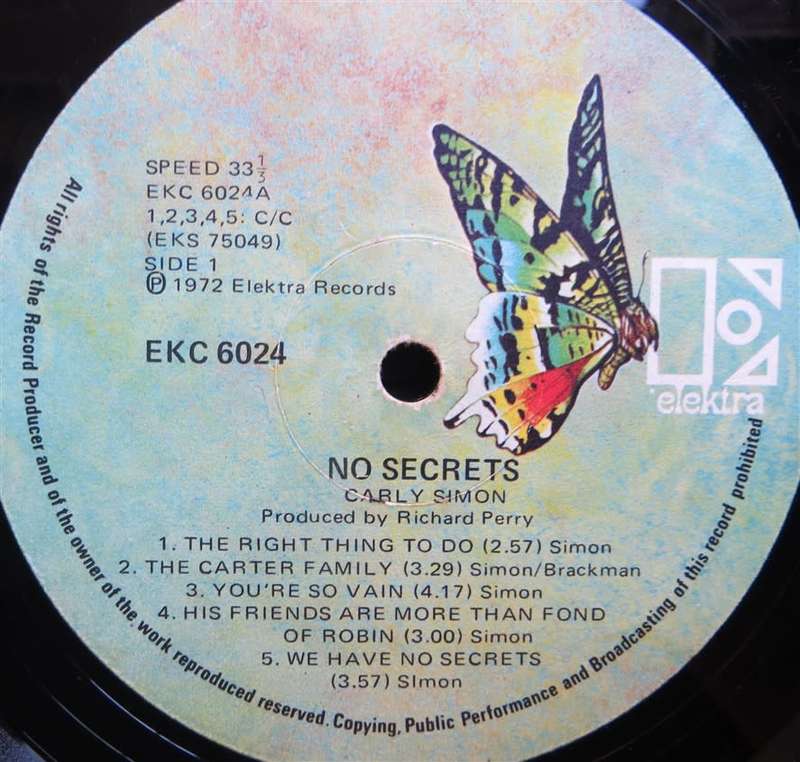 SPEED 33⅓
EKC 6024A
1,2,3,4,5: C/C
(EKS 75049)
SIDE 1
Ⓟ 1972 Elektra Records
EKC 6024
elektra
NO SECRETS
CARLY SIMON
Produced by Richard Perry
1. THE RIGHT THING TO DO (2.57) Simon
2. THE CARTER FAMILY (3.29) Simon/Brackman
3. YOU'RE SO VAIN (4.17) Simon
4. HIS FRIENDS ARE MORE THAN FOND
OF ROBIN (3.00) Simon
5. WE HAVE NO SECRETS
(3.57) SImon
All rights of the Record Producer and of the owner of the work reproduced reserved. Copying, Public Performance and Broadcasting of this record prohibited